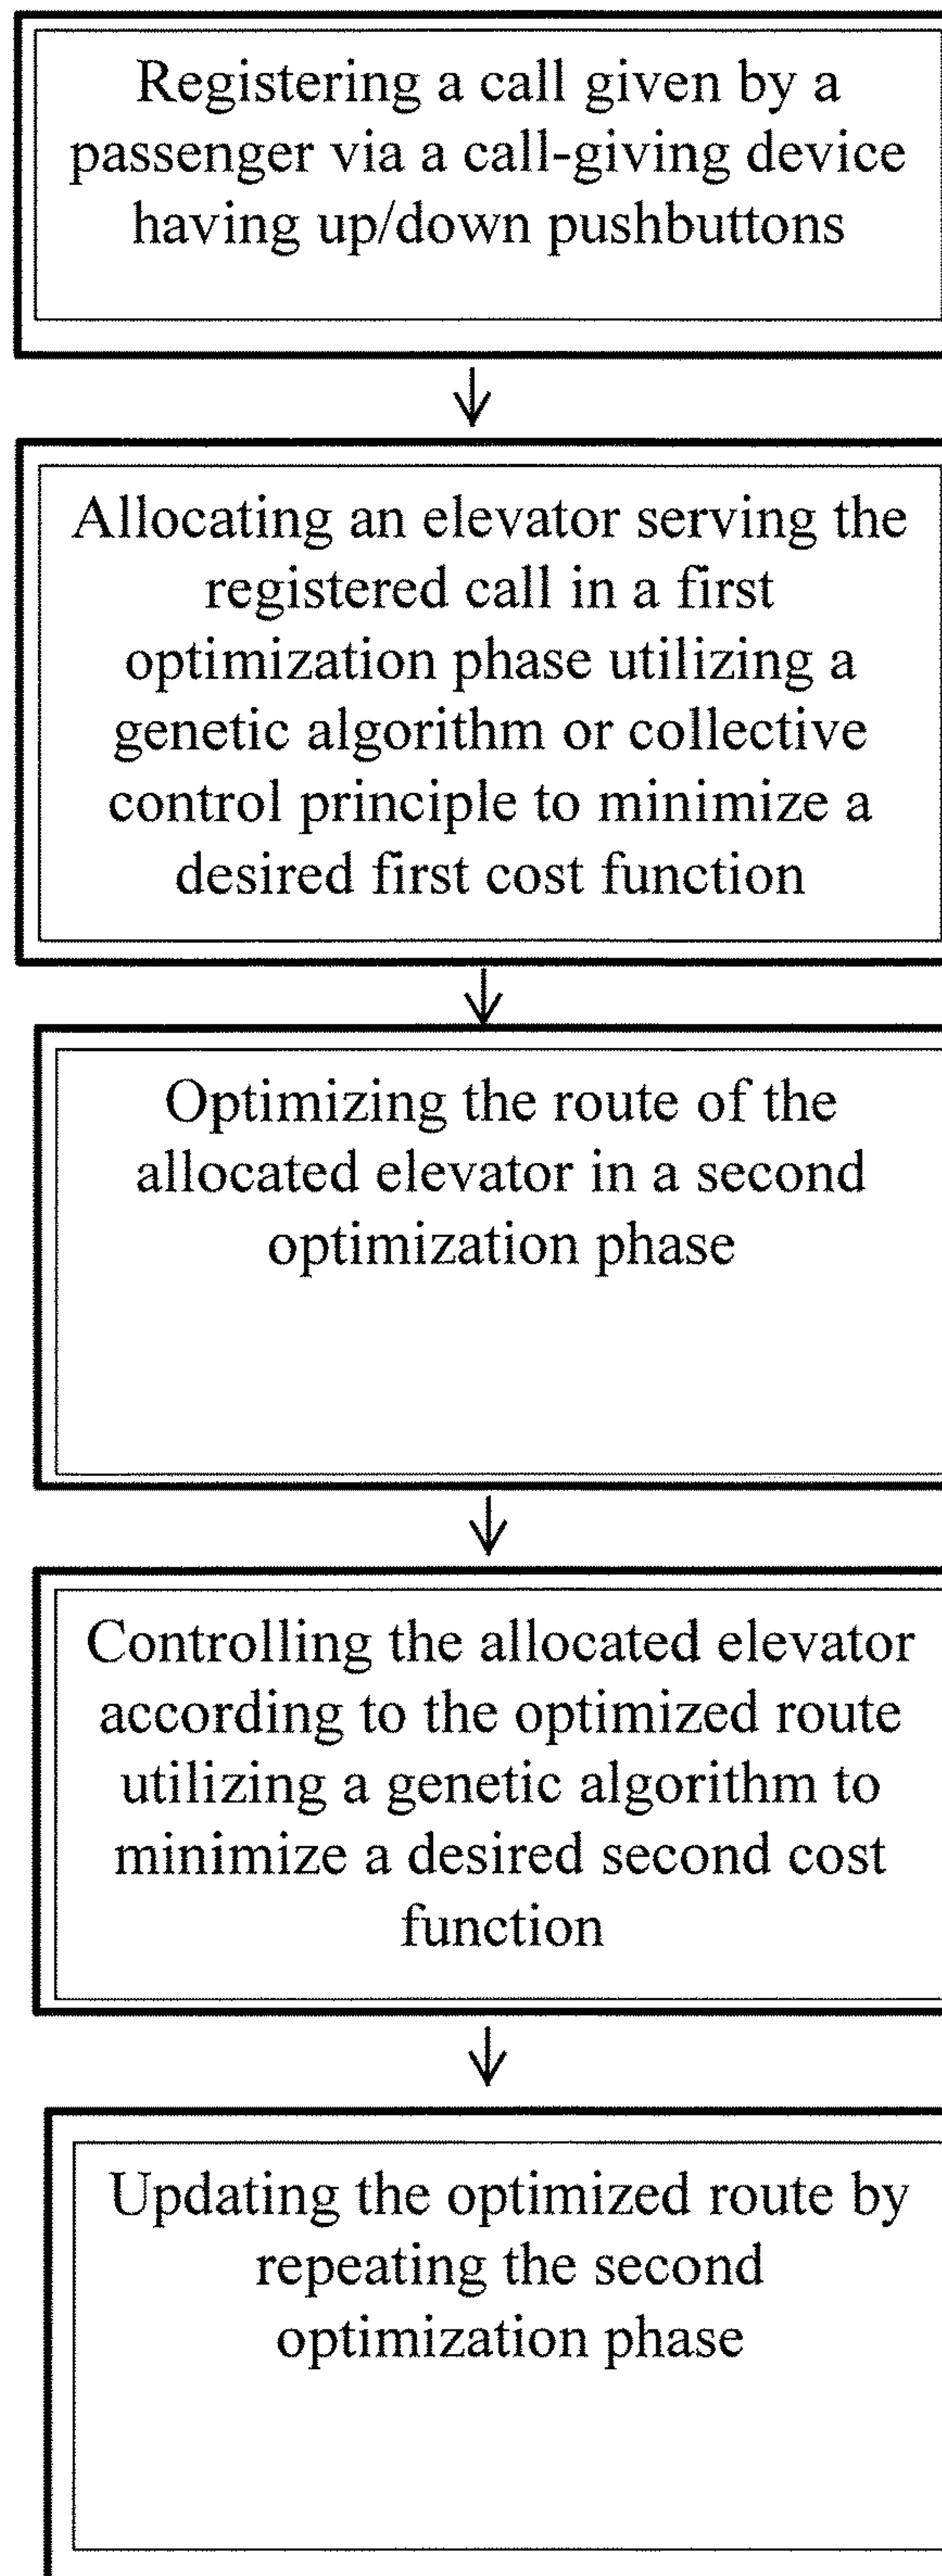 Registering a call given by a
passenger via a call-giving device
having up/down pushbuttons
Allocating an elevator serving the
registered call in a first
optimization phase utilizing a
genetic algorithm or collective
control principle to minimize a
desired first cost function
Optimizing the route of the
allocated elevator in a second
optimization phase
Controlling the allocated elevator
according to the optimized route
utilizing a genetic algorithm to
minimize a desired second cost
function
Updating the optimized route by
repeating the second
optimization phase